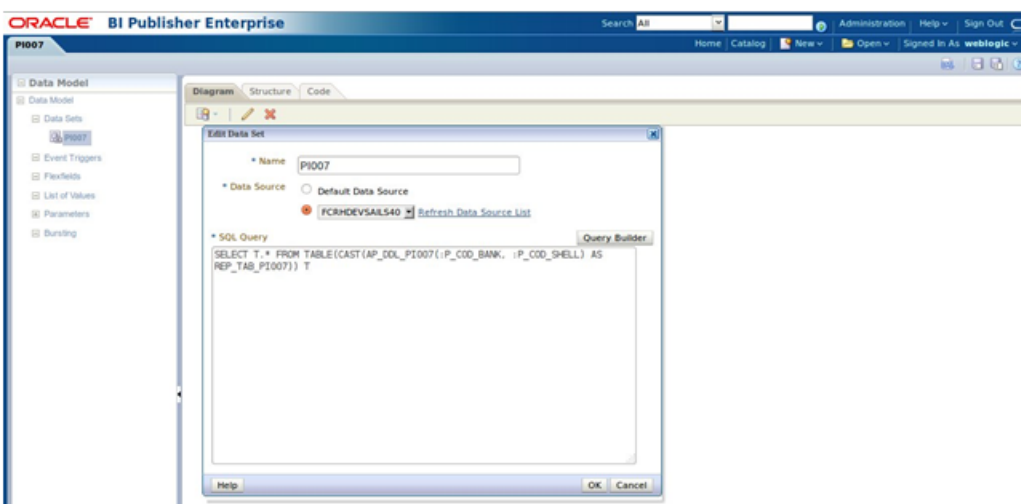 ORACLE BI Publisher Enterprise
Search All
Administration Help Sign Out
PI007
Home Catalog New Open Signed In As weblogic
Data Model
Data Model
Data Sets
PI007
Event Triggers
Flexfields
List of Values
Parameters
Bursting
Diagram Structure Code
Edit Data Set
* Name PI007
* Data Source Default Data Source
FCRHDEVSAILS40 Refresh Data Source List
* SQL Query Query Builder
SELECT T.* FROM TABLE(CAST(AP_DDL_PI007(:P_COD_BANK, :P_COD_SHELL) AS
REP_TAB_PI007)) T
Help OK Cancel